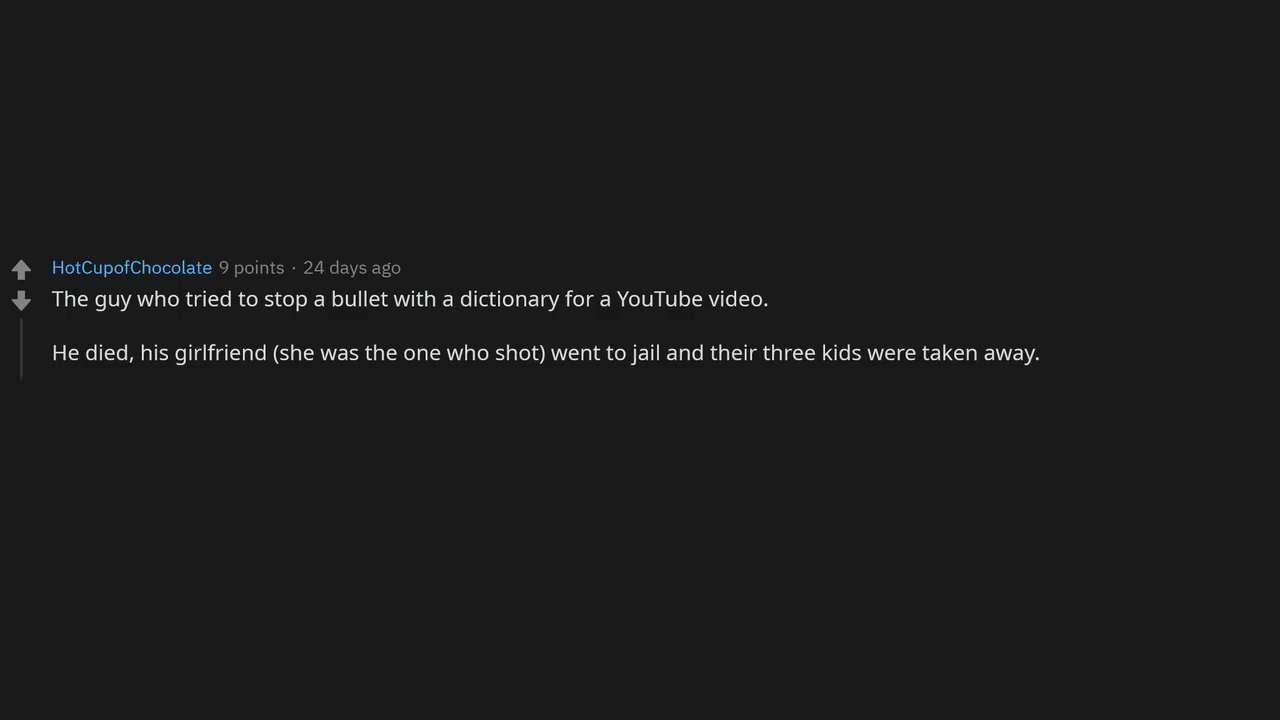 HotCupofChocolate 9 points · 24 days ago
The guy who tried to stop a bullet with a dictionary for a YouTube video.
He died, his girlfriend (she was the one who shot) went to jail and their three kids were taken away.